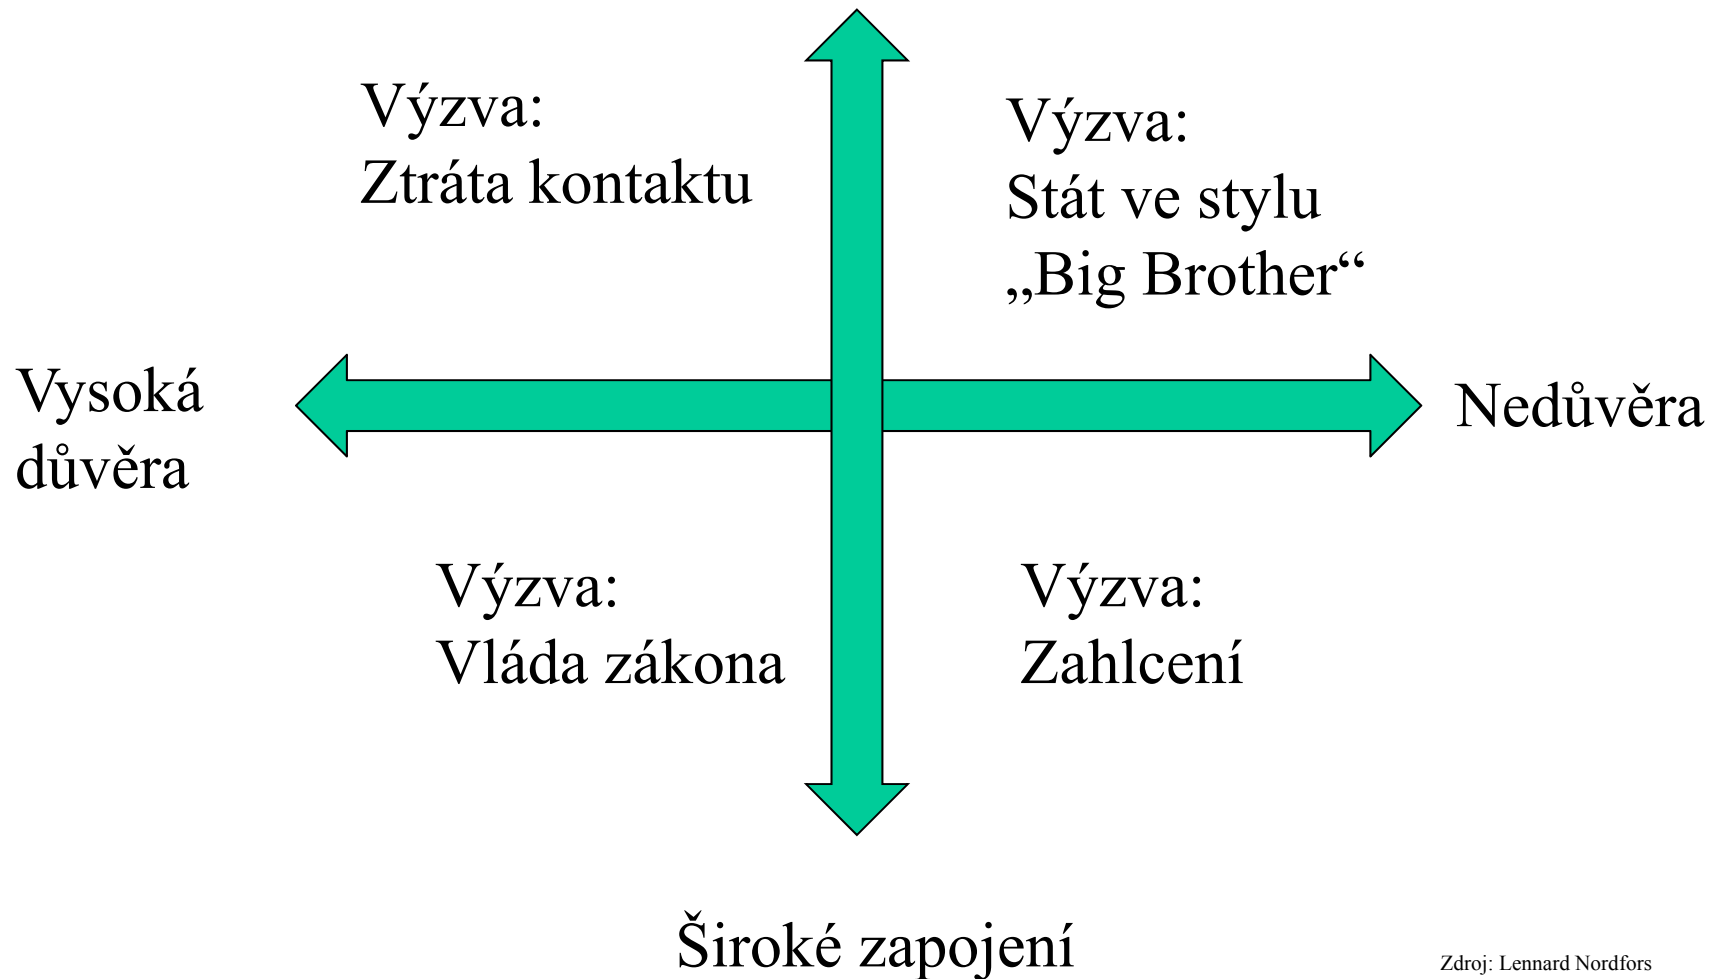 Výzva:
Ztráta kontaktu
Výzva:
Stát ve stylu
„Big Brother“
Vysoká
důvěra
Nedůvěra
Výzva:
Vláda zákona
Výzva:
Zahlcení
Široké zapojení
Zdroj: Lennard Nordfors